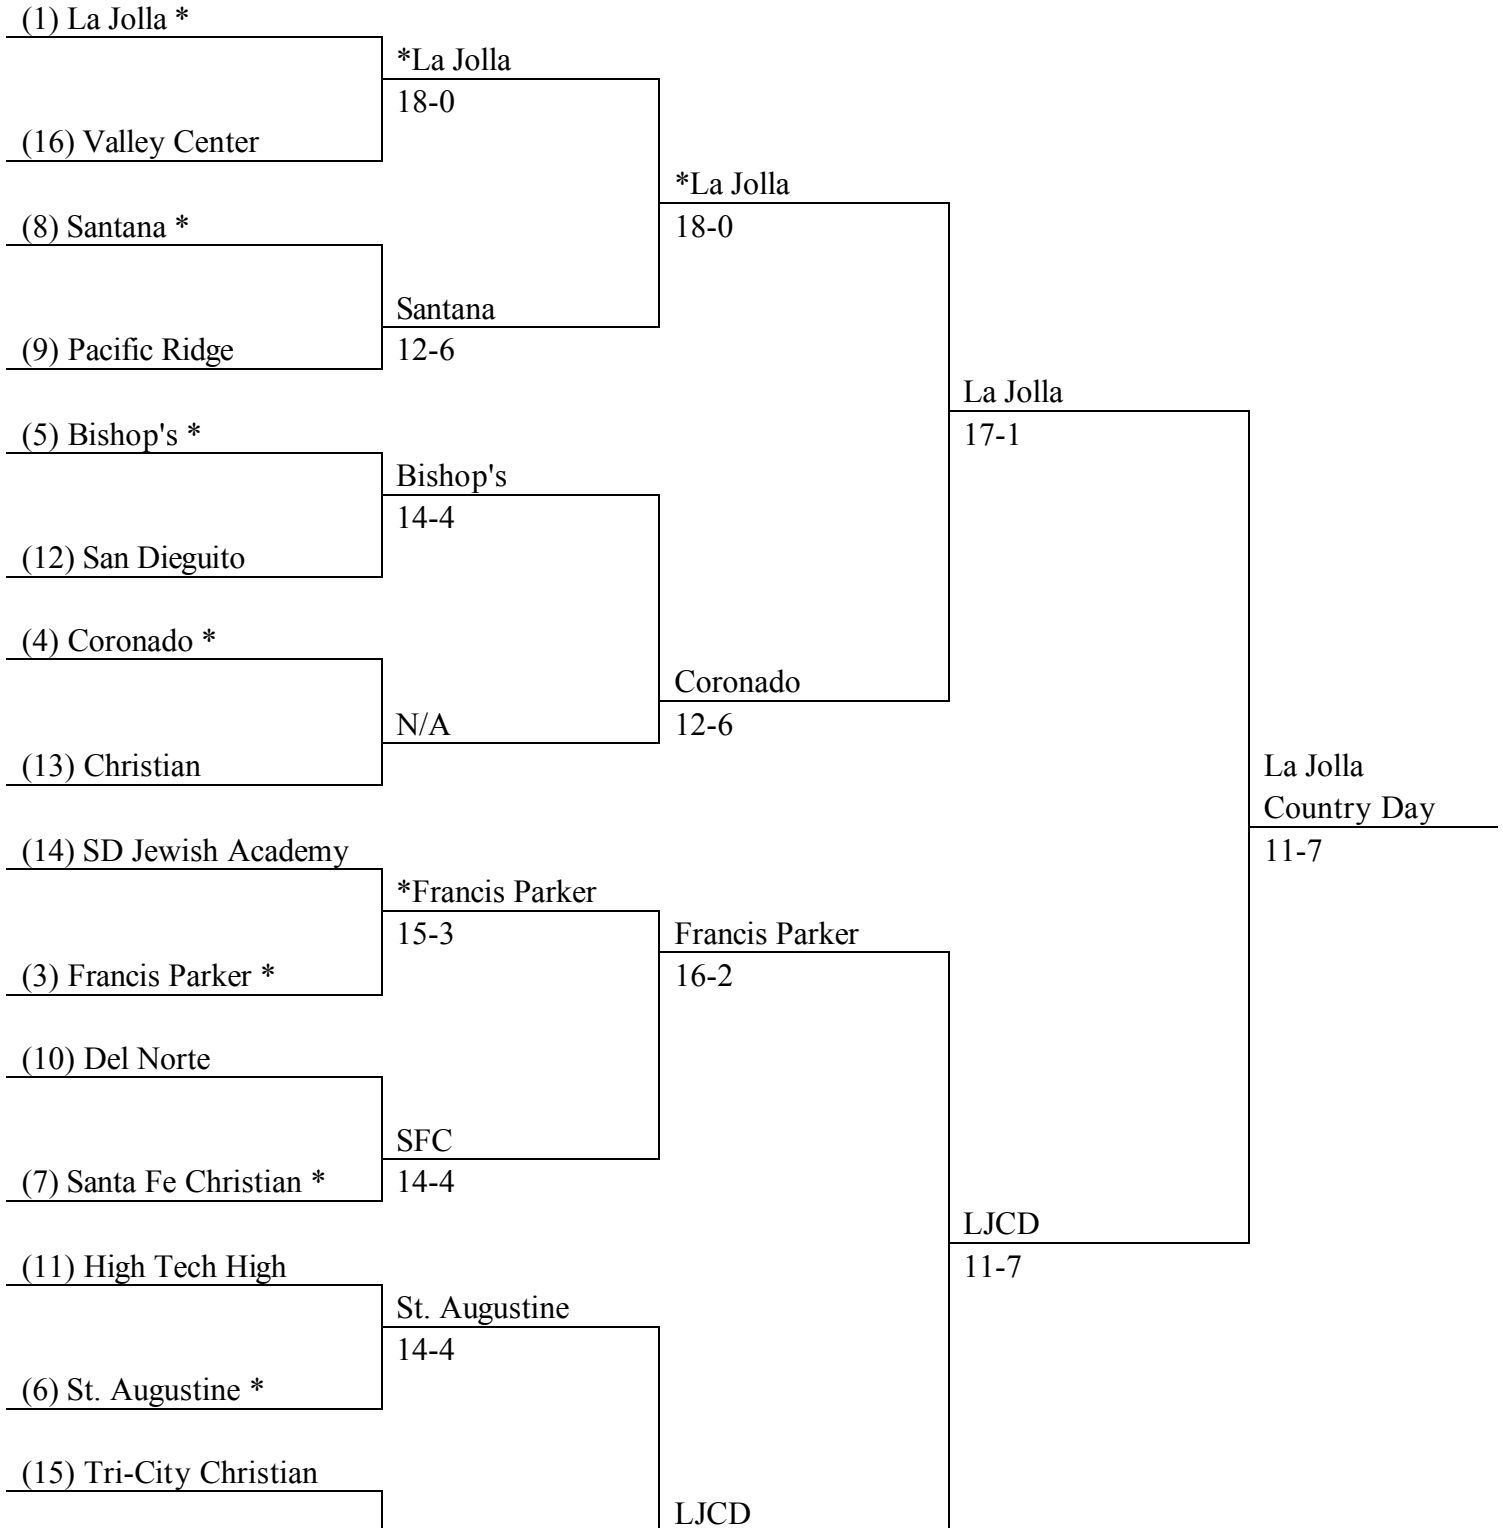 (1) La Jolla *
*La Jolla
18-0
(16) Valley Center
*La Jolla
18-0
(8) Santana *
Santana
12-6
(9) Pacific Ridge
La Jolla
17-1
(5) Bishop's *
Bishop's
14-4
(12) San Dieguito
(4) Coronado *
Coronado
12-6
N/A
(13) Christian
La Jolla
Country Day
11-7
(14) SD Jewish Academy
*Francis Parker
15-3
Francis Parker
16-2
(3) Francis Parker *
(10) Del Norte
SFC
14-4
(7) Santa Fe Christian *
LJCD
11-7
(11) High Tech High
St. Augustine
14-4
(6) St. Augustine *
(15) Tri-City Christian
LJCD